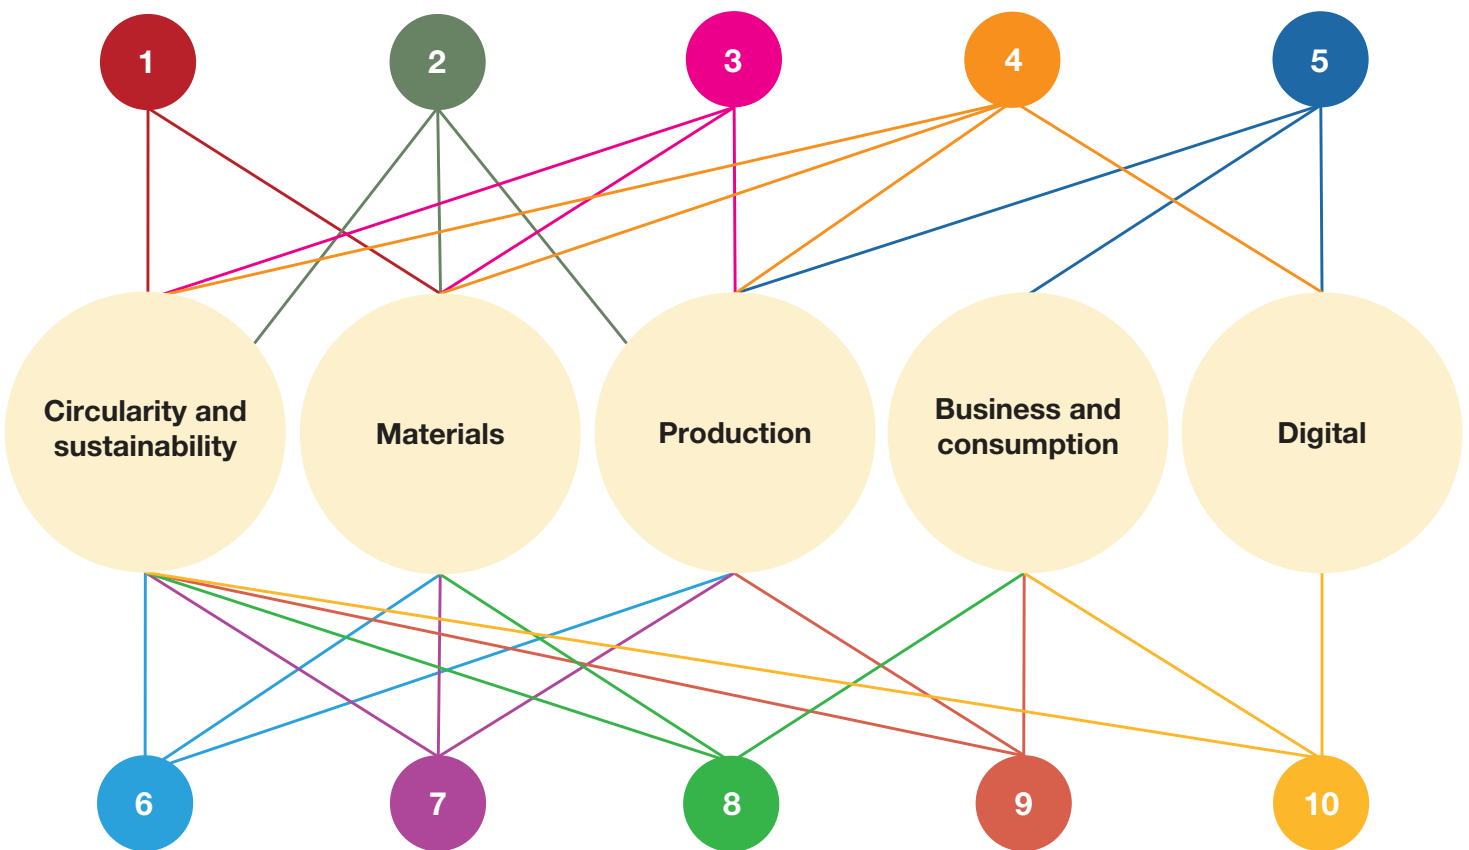 1
2
3
4
5
Circularity and
sustainability
Materials
Production
Business and
consumption
Digital
6
7
8
9
10